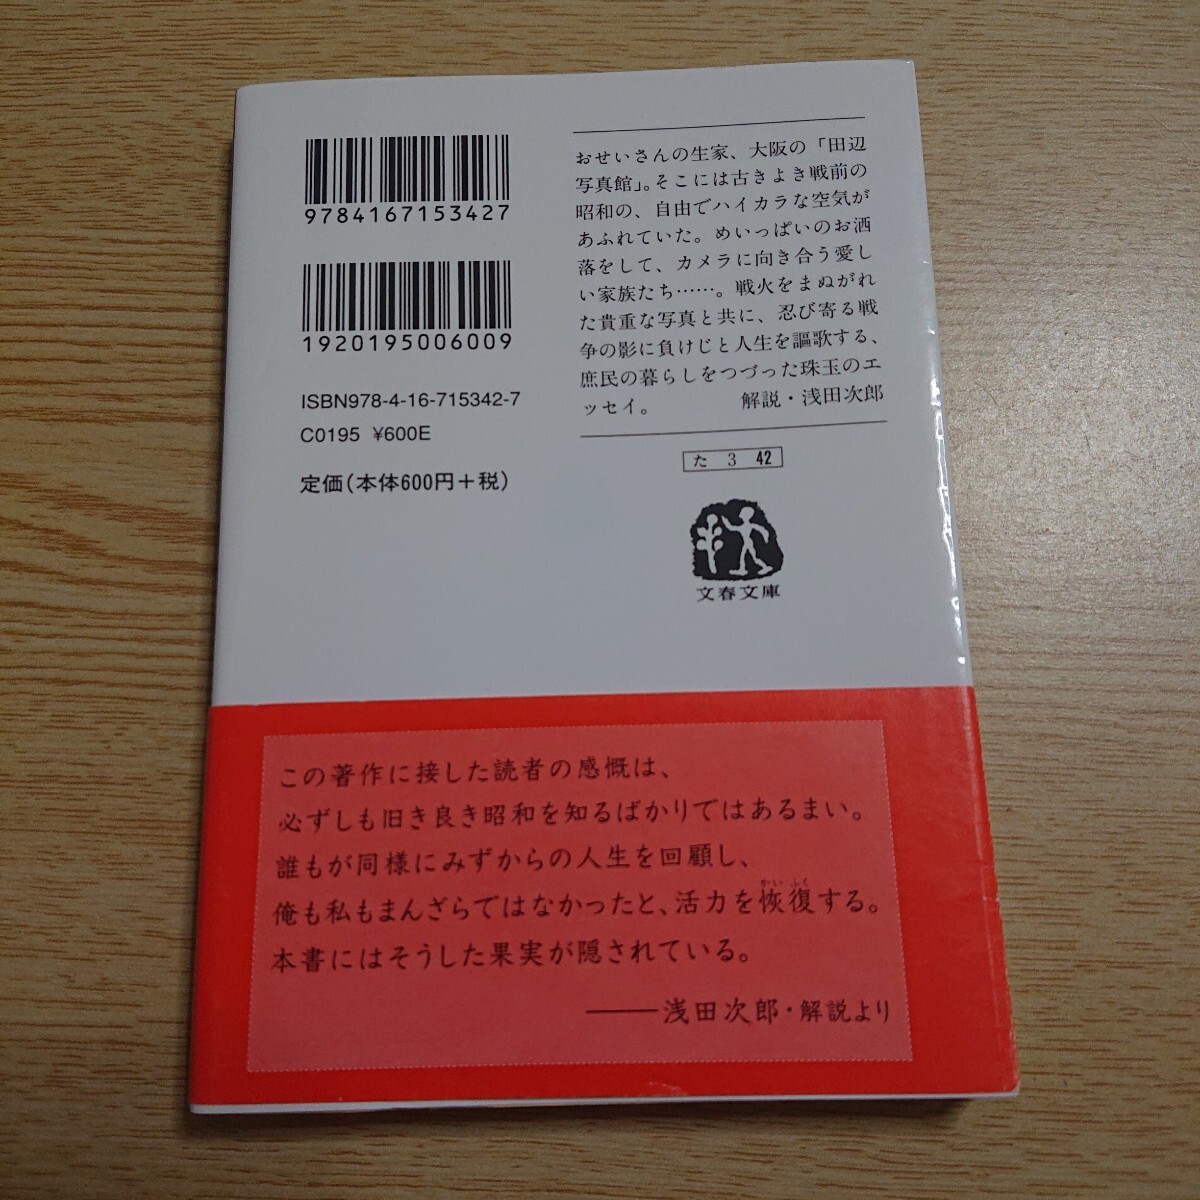 9784167153427
1920195006009
ISBN978-4-16-715342-7
C0195 ¥600E
定価(本体600円+税)
おせいさんの生家、大阪の「田辺
写真館」。そこには古きよき戦前の
昭和の、自由でハイカラな空気が
あふれていた。めいっぱいのお洒
落をして、カメラに向き合う愛し
い家族たち……。戦火をまぬがれ
た貴重な写真と共に、忍び寄る戦
争の影に負けじと人生を謳歌する、
庶民の暮らしをつづった珠玉のエ
ッセイ。 解説・浅田次郎
た 3 42
文春文庫
この著作に接した読者の感慨は、
必ずしも旧き良き昭和を知るばかりではあるまい。
誰もが同様にみずからの人生を回顧し、
かいふく
俺も私もまんざらではなかったと、活力を恢復する。
本書にはそうした果実が隠されている。
――浅田次郎・解説より